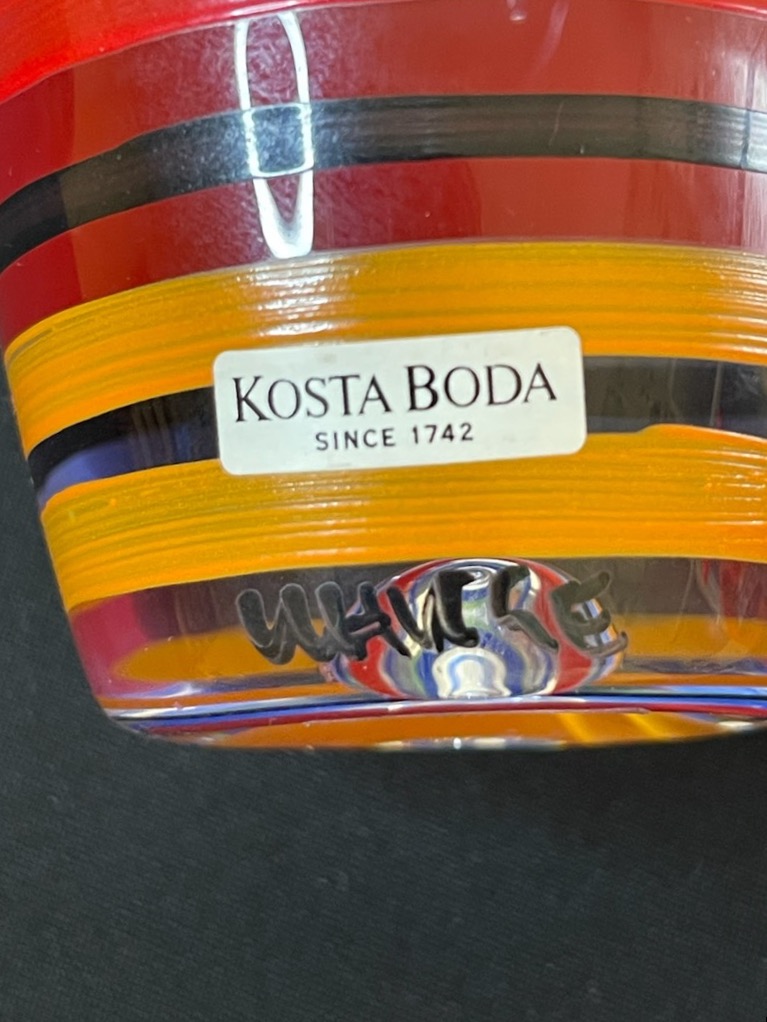 KOSTA BODA
SINCE 1742